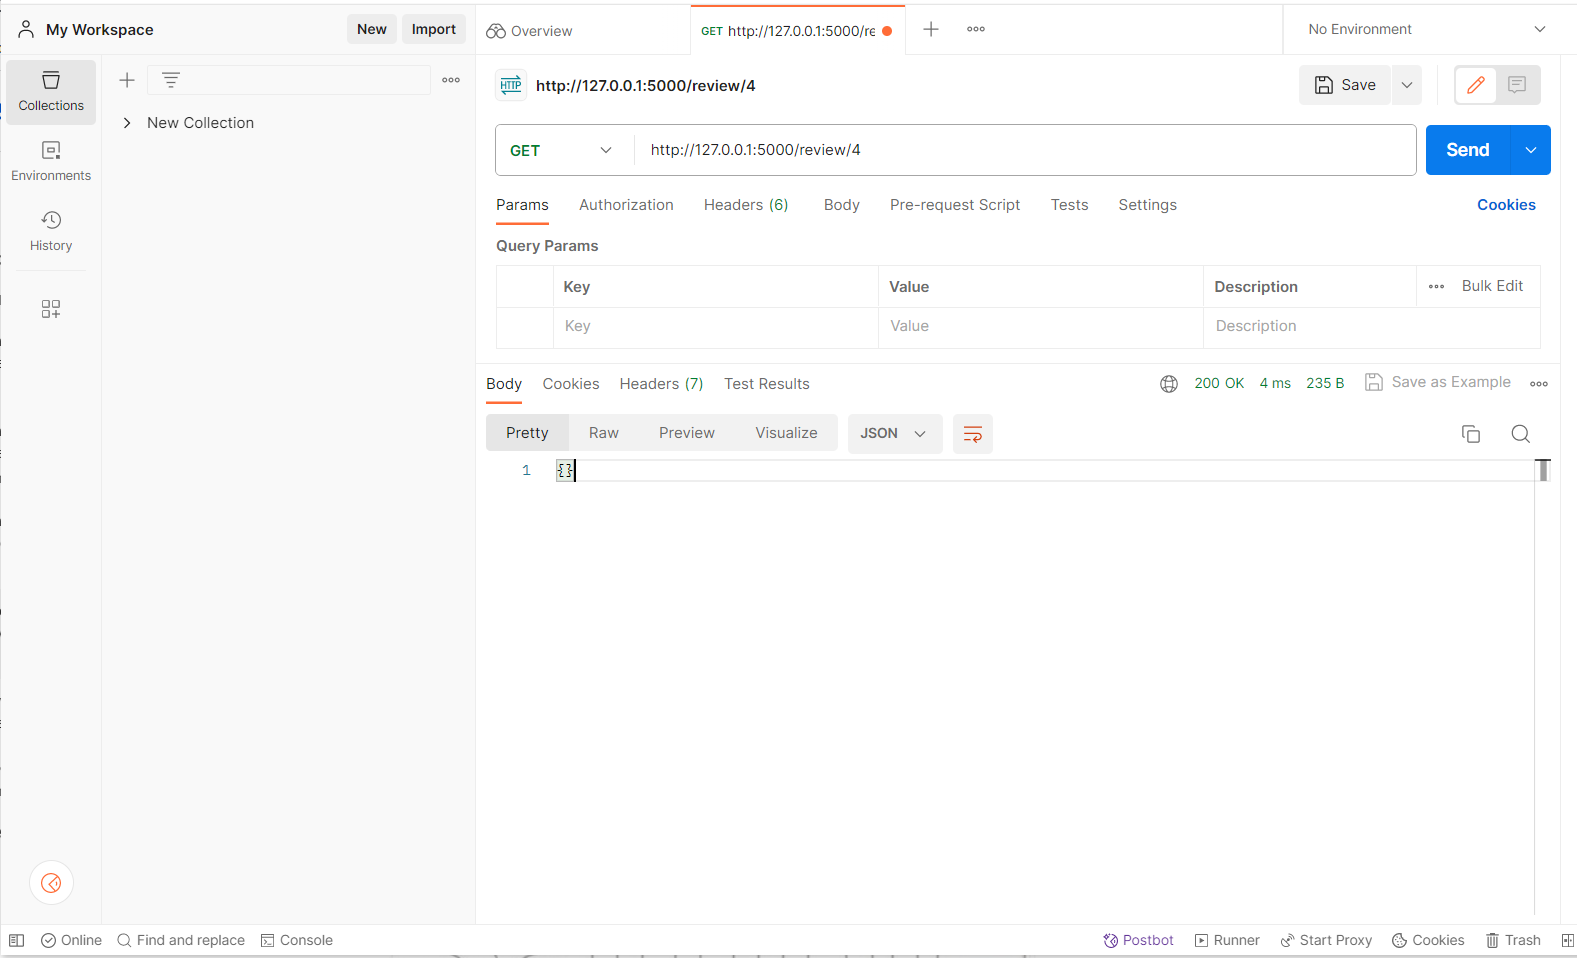 My Workspace
New
Import
Overview
GET http://127.0.0.1:5000/re
No Environment
Collections
Environments
History
New Collection
HTTP
http://127.0.0.1:5000/review/4
Save
GET
http://127.0.0.1:5000/review/4
Send
Params
Authorization
Headers (6)
Body
Pre-request Script
Tests
Settings
Cookies
Query Params
Key
Value
Description
Bulk Edit
Key
Value
Description
Body
Cookies
Headers (7)
Test Results
200 OK
4 ms
235 B
Save as Example
Pretty
Raw
Preview
Visualize
JSON
1
{}
Online
Find and replace
Console
Postbot
Runner
Start Proxy
Cookies
Trash